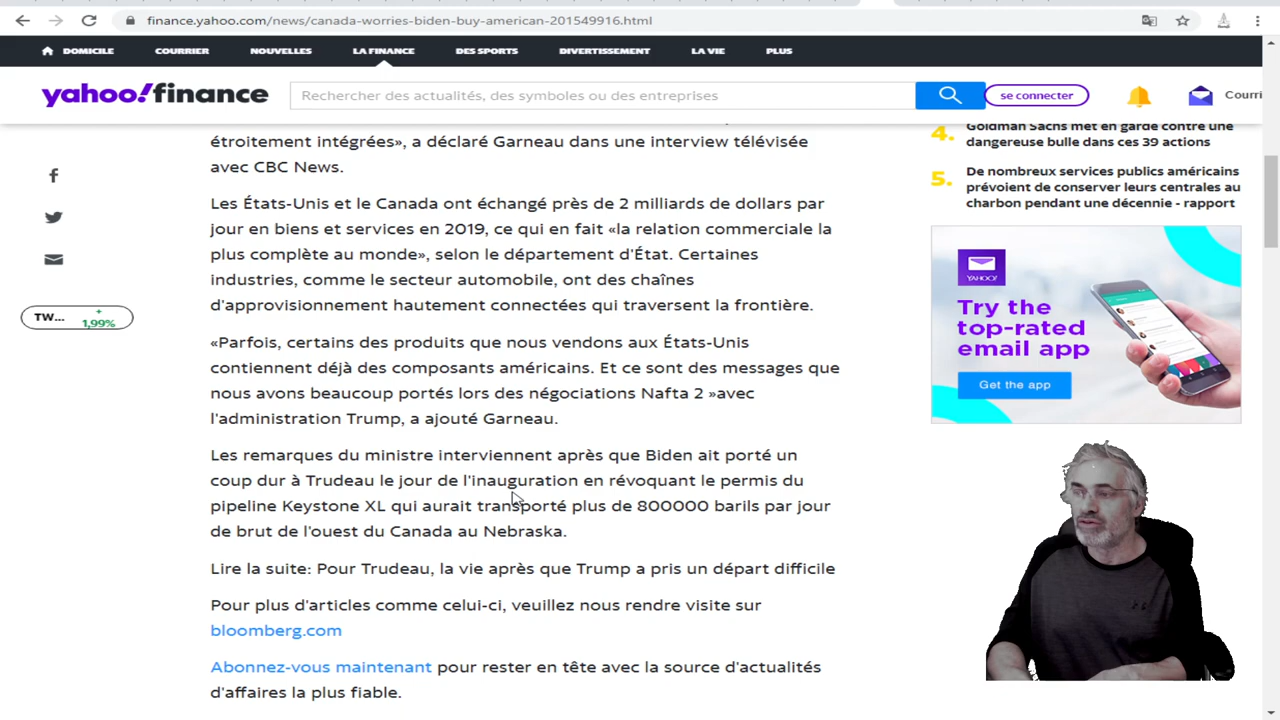 finance.yahoo.com/news/canada-worries-biden-buy-american-201549916.html
DOMICILE COURRIER NOUVELLES LA FINANCE DES SPORTS DIVERTISSEMENT LA VIE PLUS
yahoo!finance
Rechercher des actualités, des symboles ou des entreprises
se connecter
Courri
étroitement intégrées», a déclaré Garneau dans une interview télévisée
avec CBC News.
Les États-Unis et le Canada ont échangé près de 2 milliards de dollars par
jour en biens et services en 2019, ce qui en fait «la relation commerciale la
plus complète au monde», selon le département d'État. Certaines
industries, comme le secteur automobile, ont des chaînes
d'approvisionnement hautement connectées qui traversent la frontière.
«Parfois, certains des produits que nous vendons aux États-Unis
contiennent déjà des composants américains. Et ce sont des messages que
nous avons beaucoup portés lors des négociations Nafta 2 »avec
l'administration Trump, a ajouté Garneau.
Les remarques du ministre interviennent après que Biden ait porté un
coup dur à Trudeau le jour de l'inauguration en révoquant le permis du
pipeline Keystone XL qui aurait transporté plus de 800000 barils par jour
de brut de l'ouest du Canada au Nebraska.
Lire la suite: Pour Trudeau, la vie après que Trump a pris un départ difficile
Pour plus d'articles comme celui-ci, veuillez nous rendre visite sur
bloomberg.com
Abonnez-vous maintenant pour rester en tête avec la source d'actualités
d'affaires la plus fiable.
TW... +
1,99%
4. Goldman Sachs met en garde contre une
dangereuse bulle dans ces 39 actions
5. De nombreux services publics américains
prévoient de conserver leurs centrales au
charbon pendant une décennie - rapport
YAHOO!
Try the
top-rated
email app
Get the app